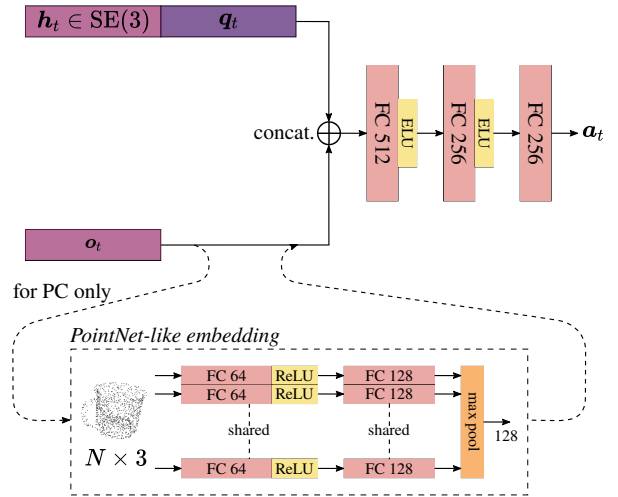 h_t ∈ SE(3) q_t
concat.
FC 512
ELU
FC 256
ELU
FC 256
a_t
o_t
for PC only
PointNet-like embedding
FC 64 ReLU FC 128
FC 64 ReLU FC 128
shared shared
FC 64 ReLU FC 128
max pool
128
N × 3